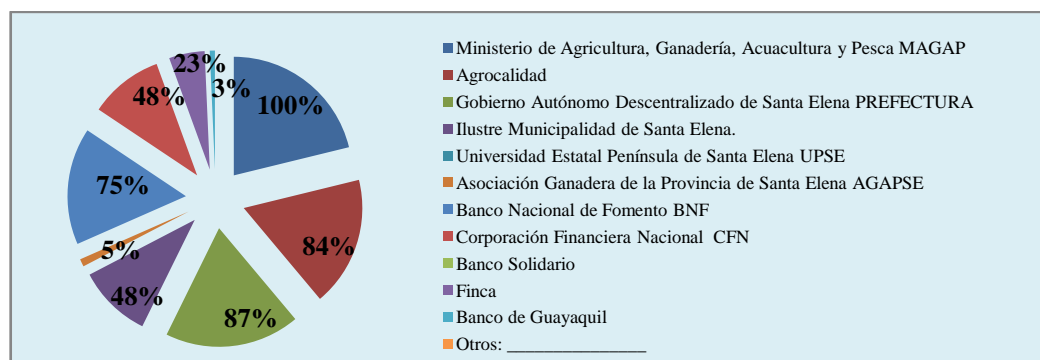 23%
3%
48%
100%
75%
84%
5%
48%
87%
Ministerio de Agricultura, Ganadería, Acuacultura y Pesca MAGAP
Agrocalidad
Gobierno Autónomo Descentralizado de Santa Elena PREFECTURA
Ilustre Municipalidad de Santa Elena.
Universidad Estatal Península de Santa Elena UPSE
Asociación Ganadera de la Provincia de Santa Elena AGAPSE
Banco Nacional de Fomento BNF
Corporación Financiera Nacional  CFN
Banco Solidario
Finca
Banco de Guayaquil
Otros: _______________